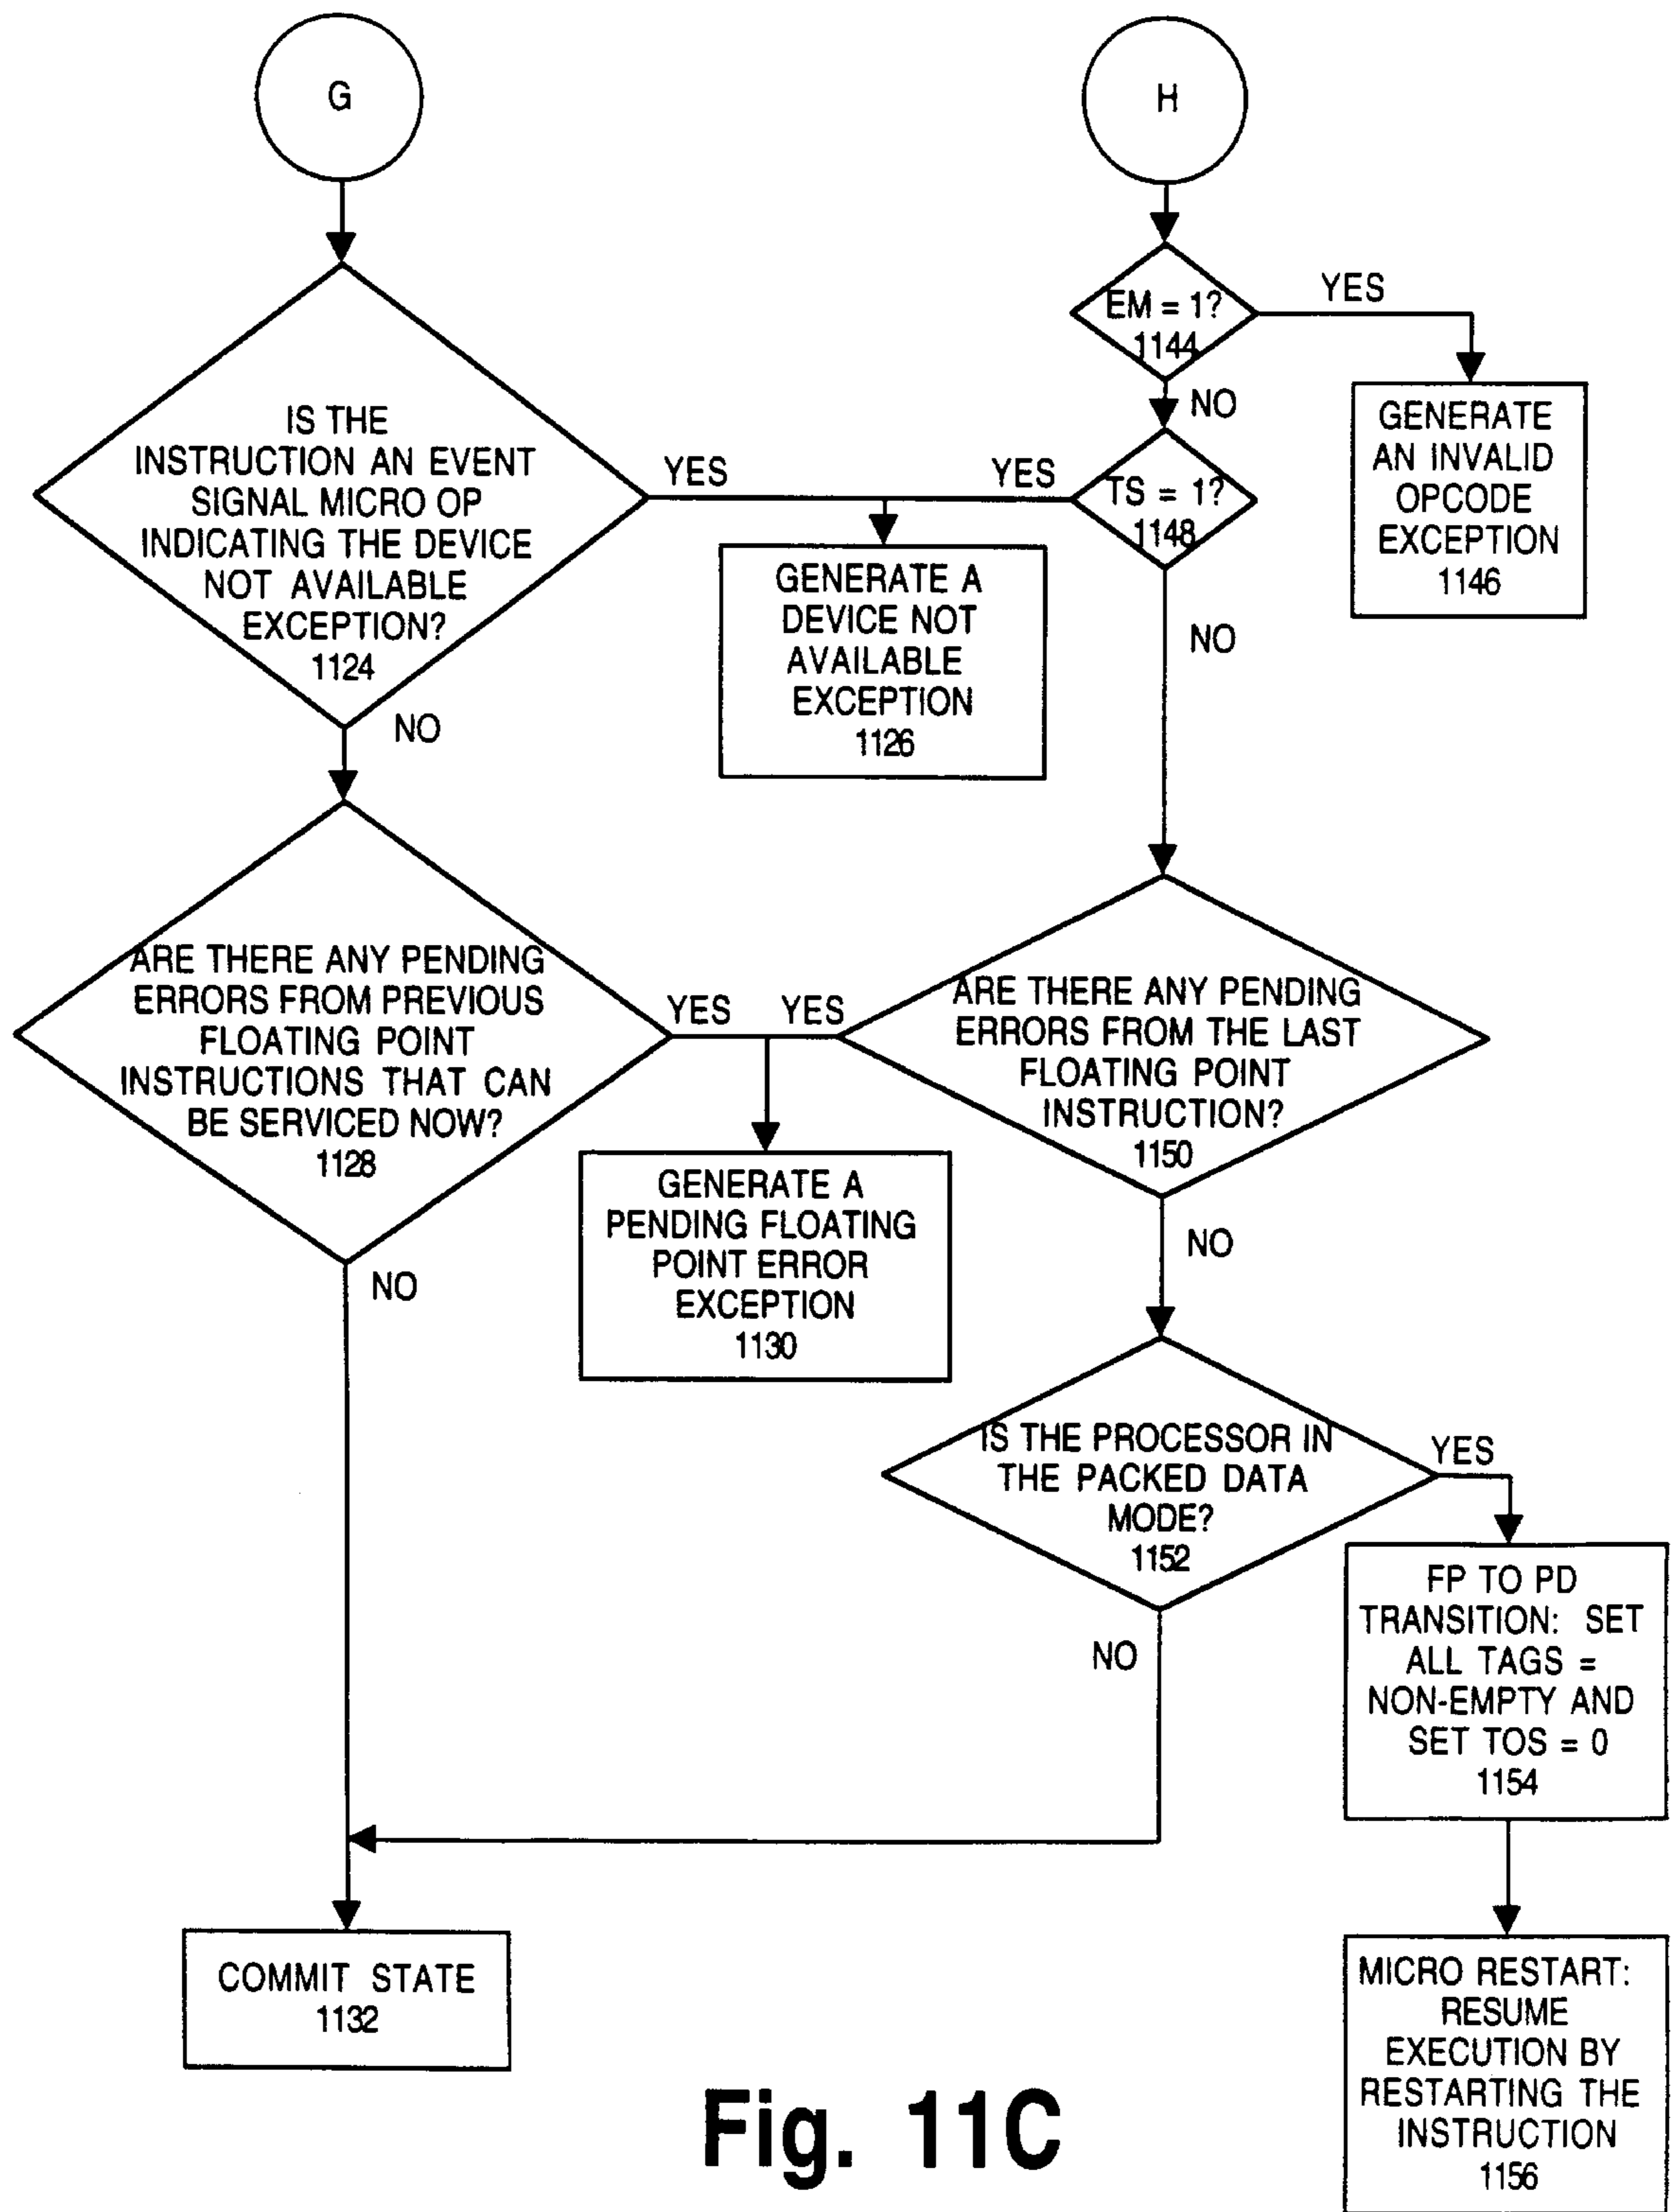 G
IS THE
INSTRUCTION AN EVENT
SIGNAL MICRO OP
INDICATING THE DEVICE
NOT AVAILABLE
EXCEPTION?
1124
YES
NO
ARE THERE ANY PENDING
ERRORS FROM PREVIOUS
FLOATING POINT
INSTRUCTIONS THAT CAN
BE SERVICED NOW?
1128
YES
NO
COMMIT STATE
1132
GENERATE A
DEVICE NOT
AVAILABLE
EXCEPTION
1126
GENERATE A
PENDING FLOATING
POINT ERROR
EXCEPTION
1130
H
EM = 1?
1144
YES
NO
GENERATE
AN INVALID
OPCODE
EXCEPTION
1146
TS = 1?
1148
YES
NO
ARE THERE ANY PENDING
ERRORS FROM THE LAST
FLOATING POINT
INSTRUCTION?
1150
YES
NO
IS THE PROCESSOR IN
THE PACKED DATA
MODE?
1152
YES
NO
FP TO PD
TRANSITION: SET
ALL TAGS =
NON-EMPTY AND
SET TOS = 0
1154
MICRO RESTART:
RESUME
EXECUTION BY
RESTARTING THE
INSTRUCTION
1156
Fig. 11C